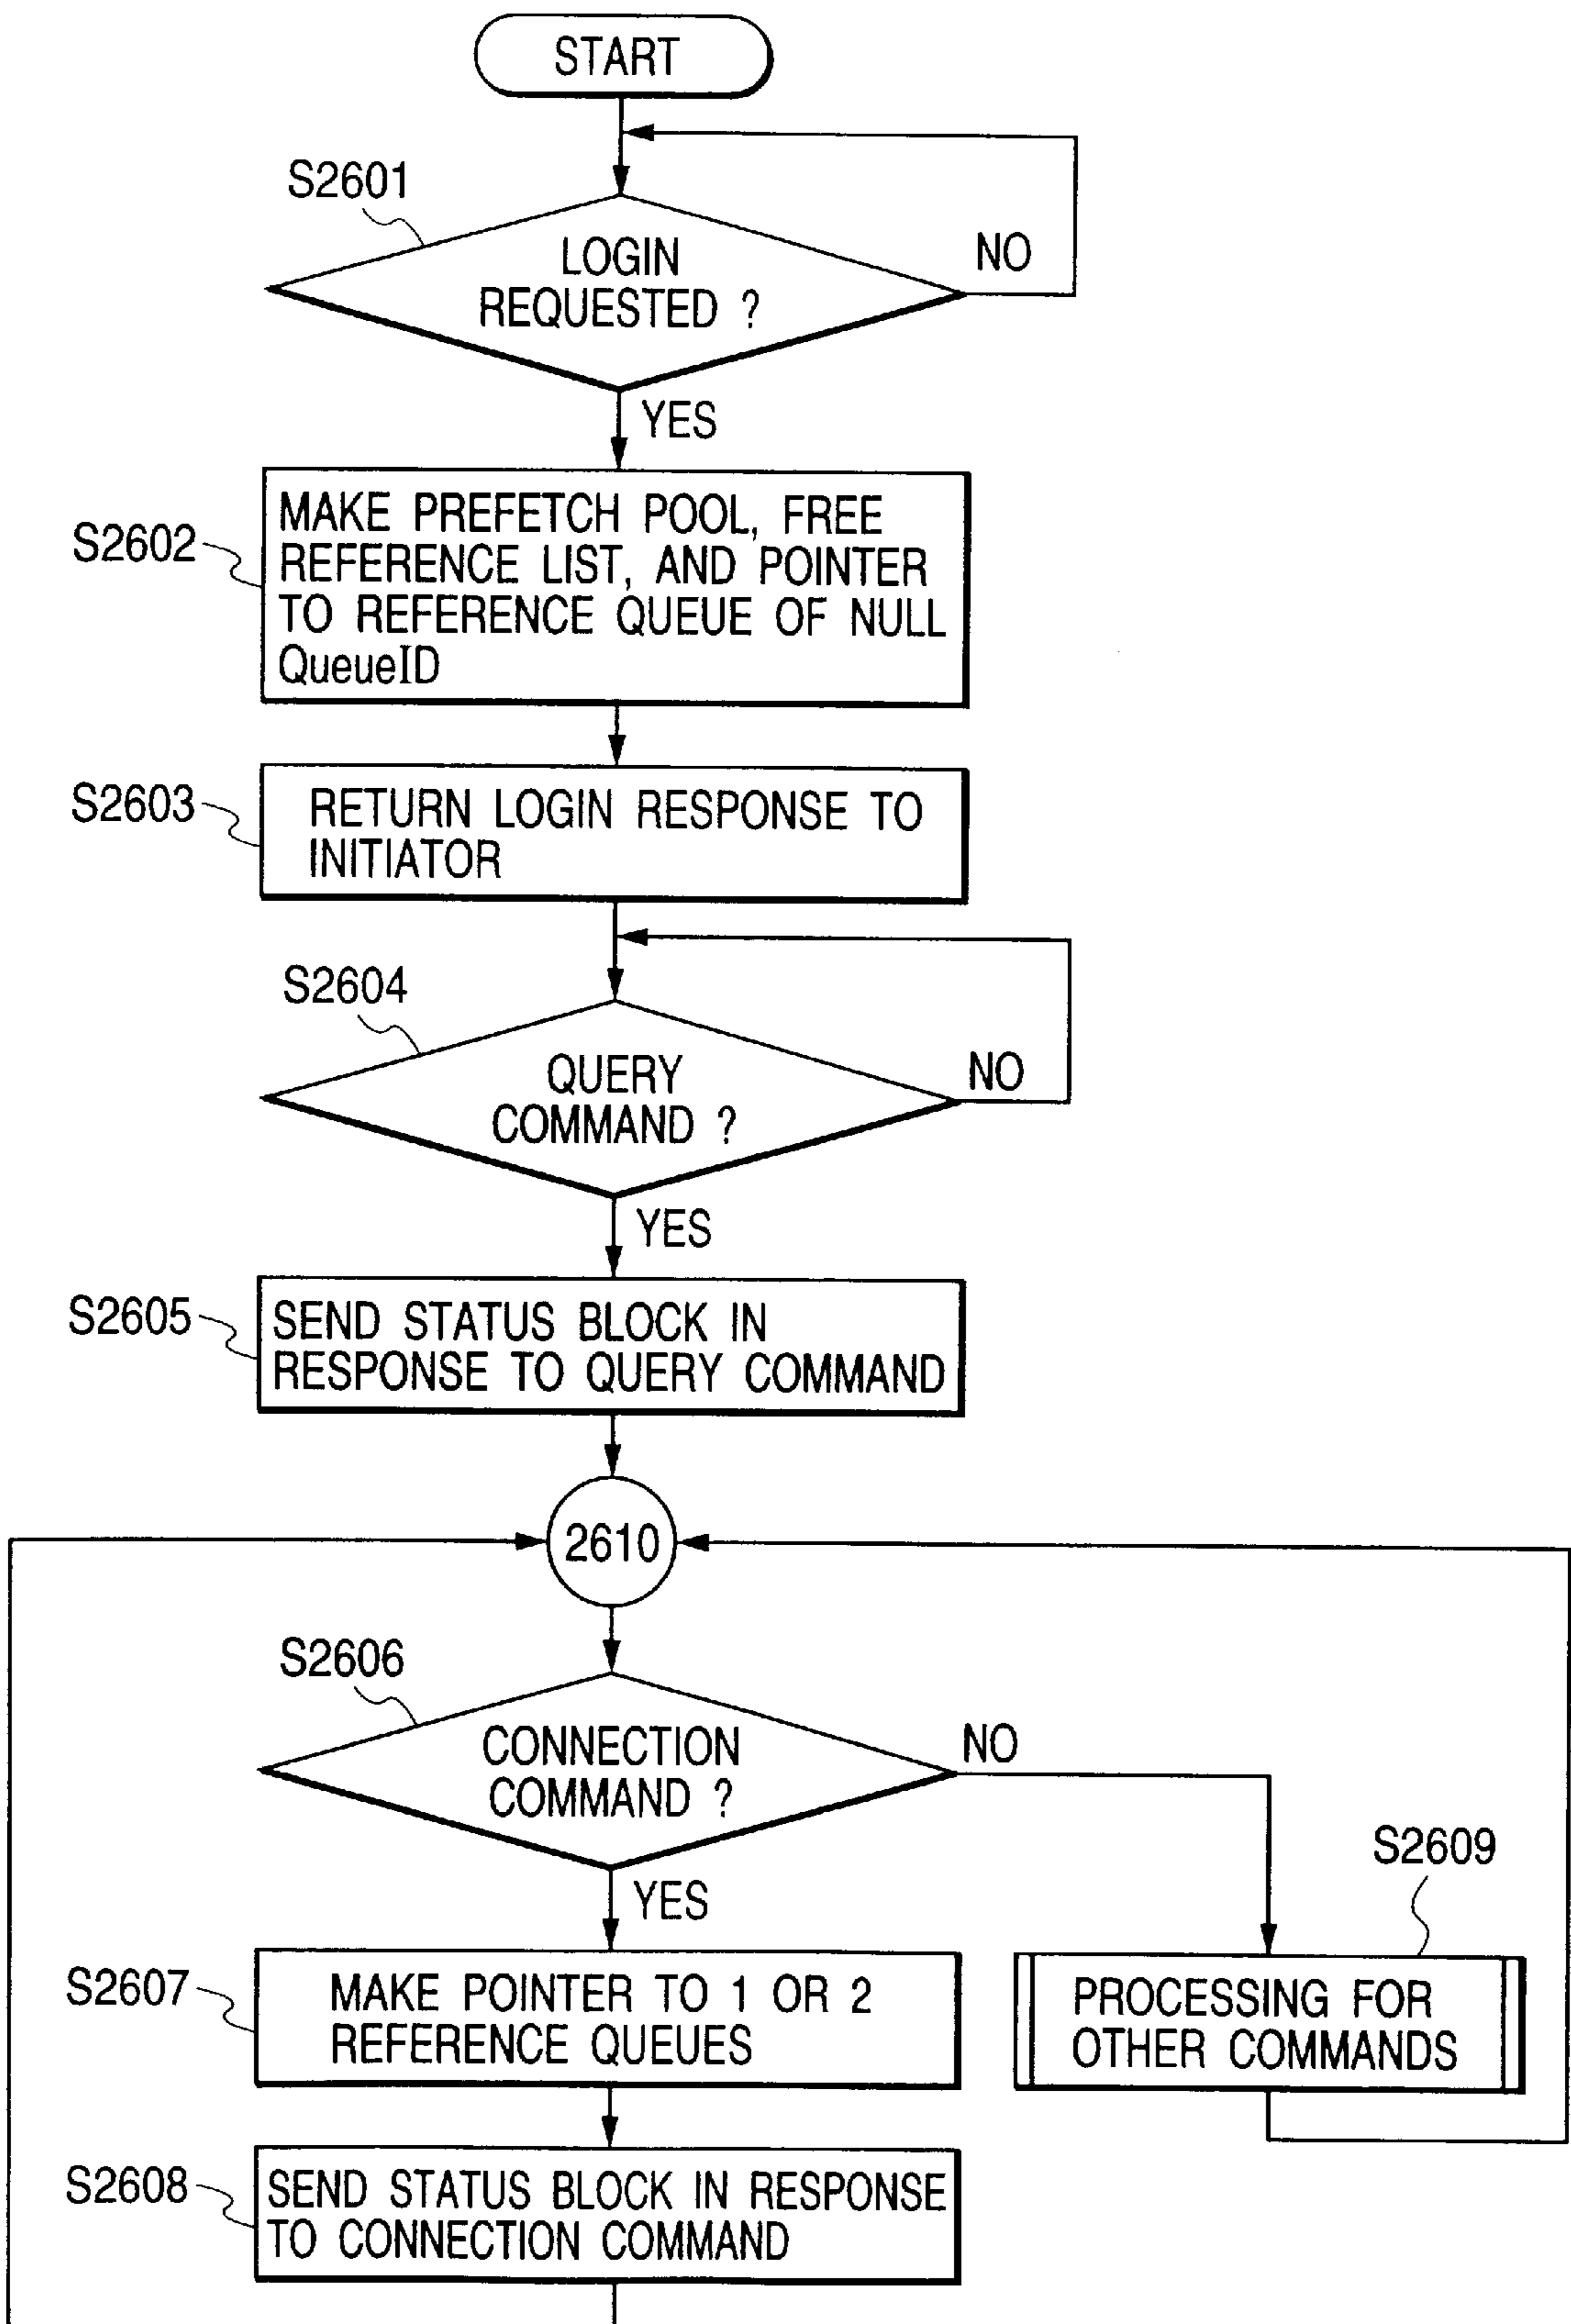 START
S2601
LOGIN
REQUESTED ?
NO
YES
S2602
MAKE PREFETCH POOL, FREE
REFERENCE LIST, AND POINTER
TO REFERENCE QUEUE OF NULL
QueueID
S2603
RETURN LOGIN RESPONSE TO
INITIATOR
S2604
QUERY
COMMAND ?
NO
YES
S2605
SEND STATUS BLOCK IN
RESPONSE TO QUERY COMMAND
2610
S2606
CONNECTION
COMMAND ?
NO
YES
S2609
PROCESSING FOR
OTHER COMMANDS
S2607
MAKE POINTER TO 1 OR 2
REFERENCE QUEUES
S2608
SEND STATUS BLOCK IN RESPONSE
TO CONNECTION COMMAND